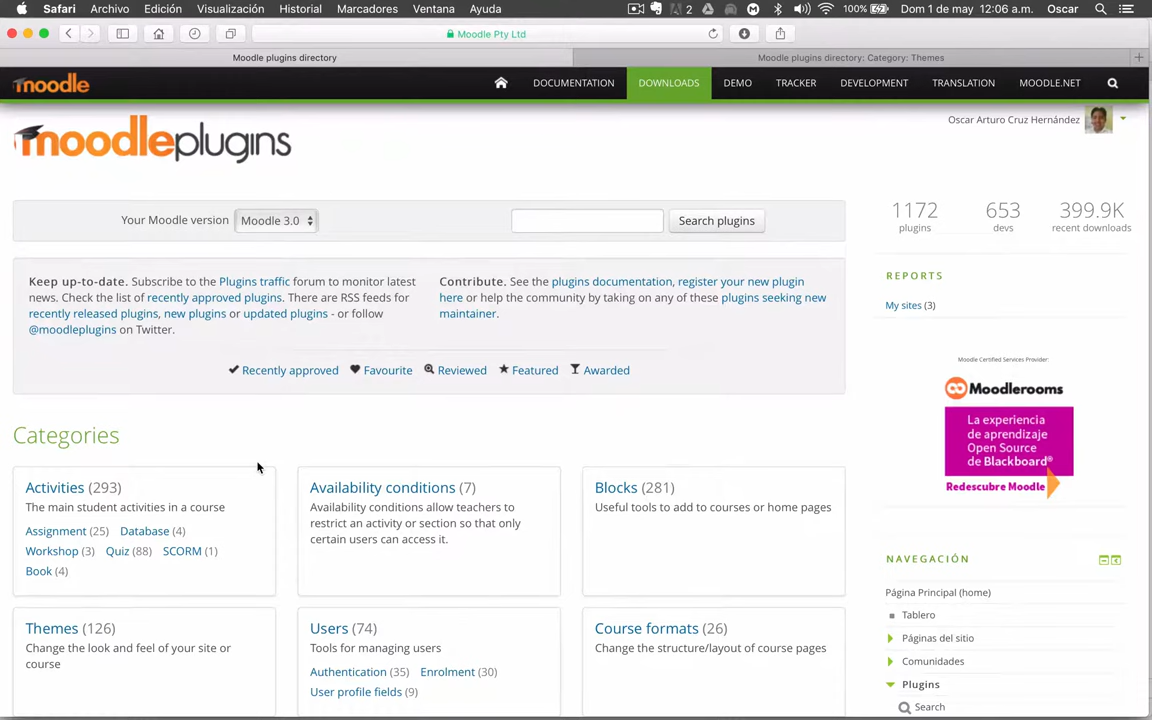 Safari Archivo Edición Visualización Historial Marcadores Ventana Ayuda 2 100% Dom 1 de may 12:06 a.m. Oscar
Moodle Pty Ltd
Moodle plugins directory Moodle plugins directory: Category: Themes
moodle DOCUMENTATION DOWNLOADS DEMO TRACKER DEVELOPMENT TRANSLATION MOODLE.NET
Oscar Arturo Cruz Hernández
moodleplugins
Your Moodle version Moodle 3.0 Search plugins
1172 653 399.9K
plugins devs recent downloads
Keep up-to-date. Subscribe to the Plugins traffic forum to monitor latest
news. Check the list of recently approved plugins. There are RSS feeds for
recently released plugins, new plugins or updated plugins - or follow
@moodleplugins on Twitter.
Contribute. See the plugins documentation, register your new plugin
here or help the community by taking on any of these plugins seeking new
maintainer.
Recently approved Favourite Reviewed Featured Awarded
REPORTS
My sites (3)
Moodle Certified Services Provider:
Moodlerooms
La experiencia
de aprendizaje
Open Source
de Blackboard®
Redescubre Moodle
Categories
Activities (293)
The main student activities in a course
Assignment (25) Database (4)
Workshop (3) Quiz (88) SCORM (1)
Book (4)
Availability conditions (7)
Availability conditions allow teachers to
restrict an activity or section so that only
certain users can access it.
Blocks (281)
Useful tools to add to courses or home pages
Themes (126)
Change the look and feel of your site or
course
Users (74)
Tools for managing users
Authentication (35) Enrolment (30)
User profile fields (9)
Course formats (26)
Change the structure/layout of course pages
NAVEGACIÓN
Página Principal (home)
Tablero
Páginas del sitio
Comunidades
Plugins
Search